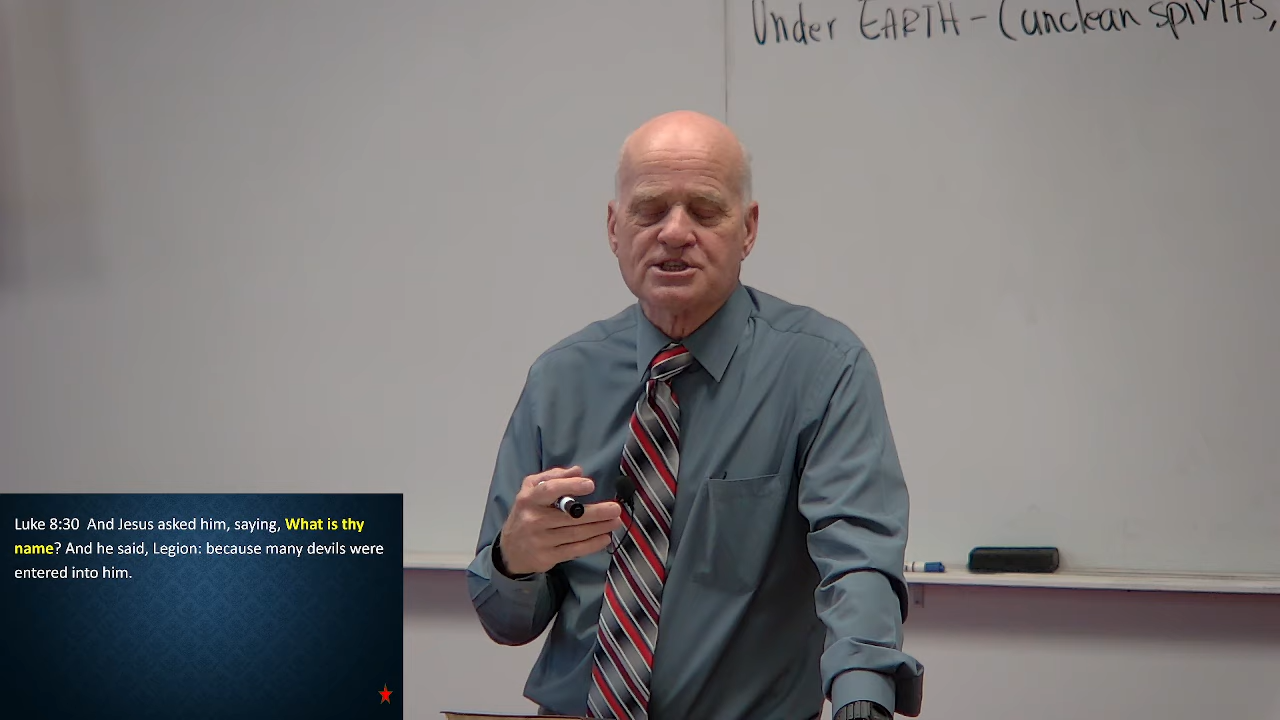 Under EARTH - (unclean spirits,
Luke 8:30  And Jesus asked him, saying, What is thy
name? And he said, Legion: because many devils were
entered into him.